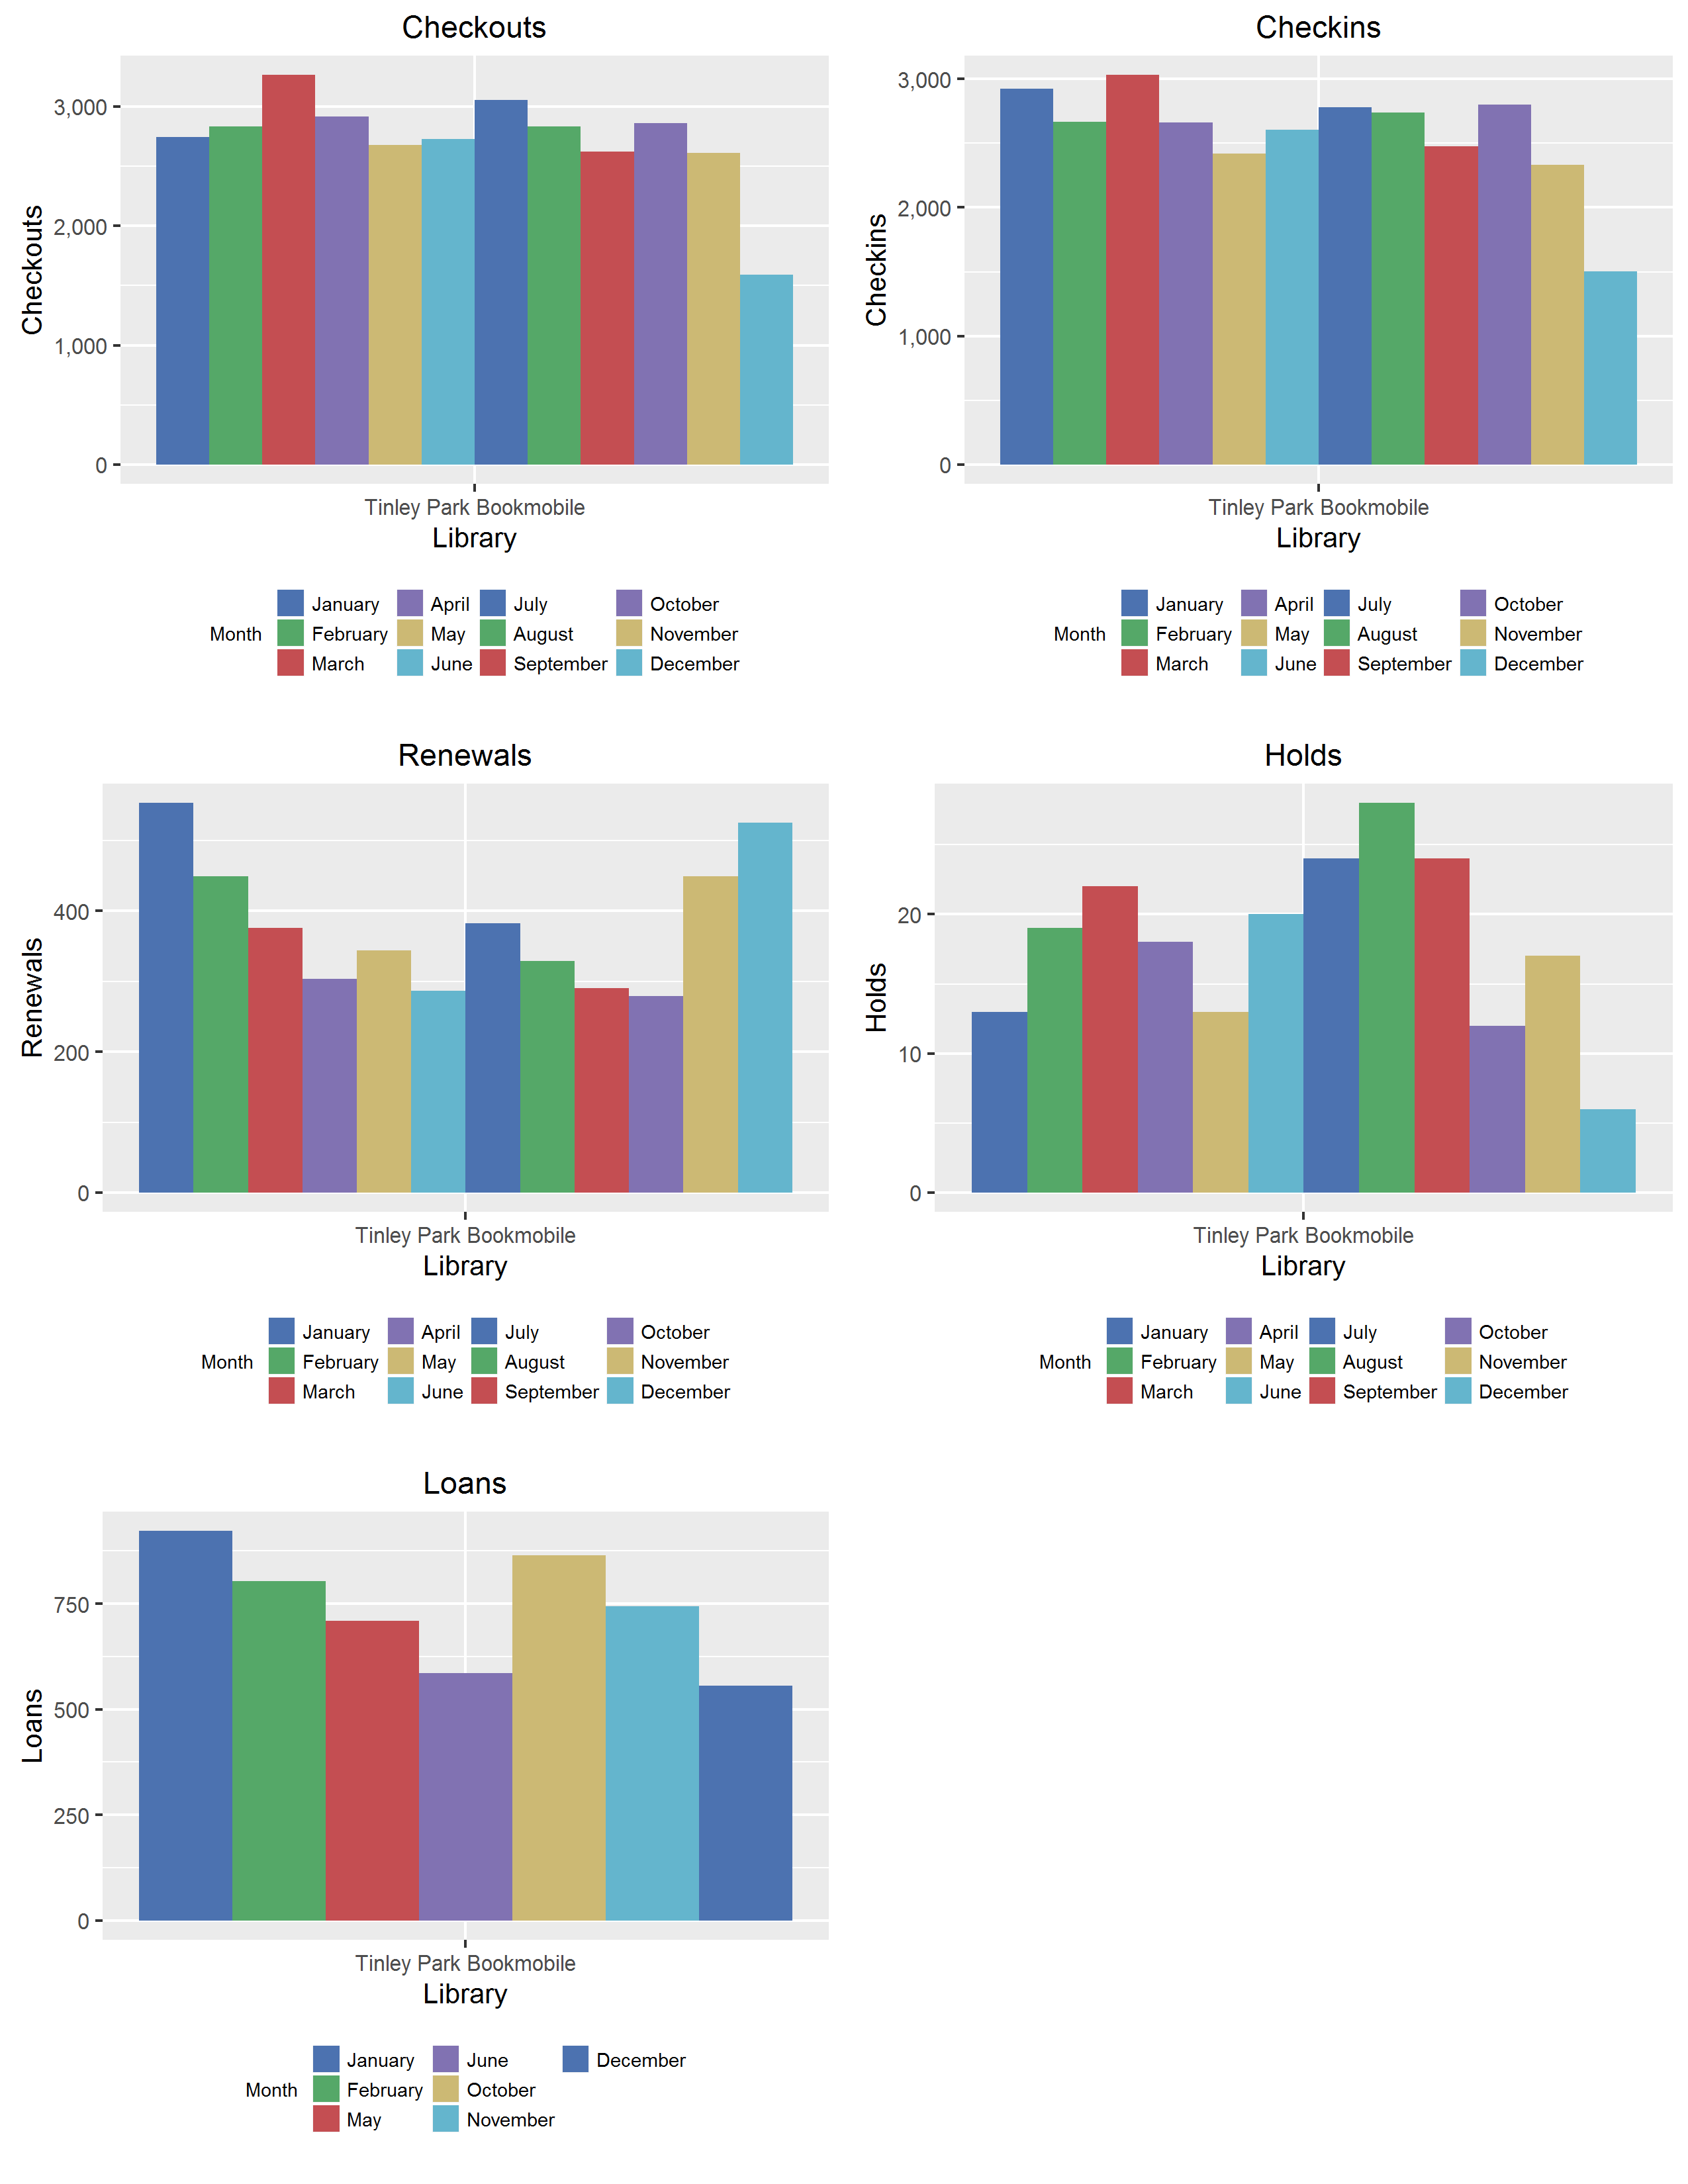 Checkouts
Checkouts
3,000
2,000
1,000
0
Tinley Park Bookmobile
Library
Month
January April July October
February May August November
March June September December
Checkins
Checkins
3,000
2,000
1,000
0
Tinley Park Bookmobile
Library
Month
January April July October
February May August November
March June September December
Renewals
Renewals
400
200
0
Tinley Park Bookmobile
Library
Month
January April July October
February May August November
March June September December
Holds
Holds
20
10
0
Tinley Park Bookmobile
Library
Month
January April July October
February May August November
March June September December
Loans
Loans
750
500
250
0
Tinley Park Bookmobile
Library
Month
January June December
February October
May November